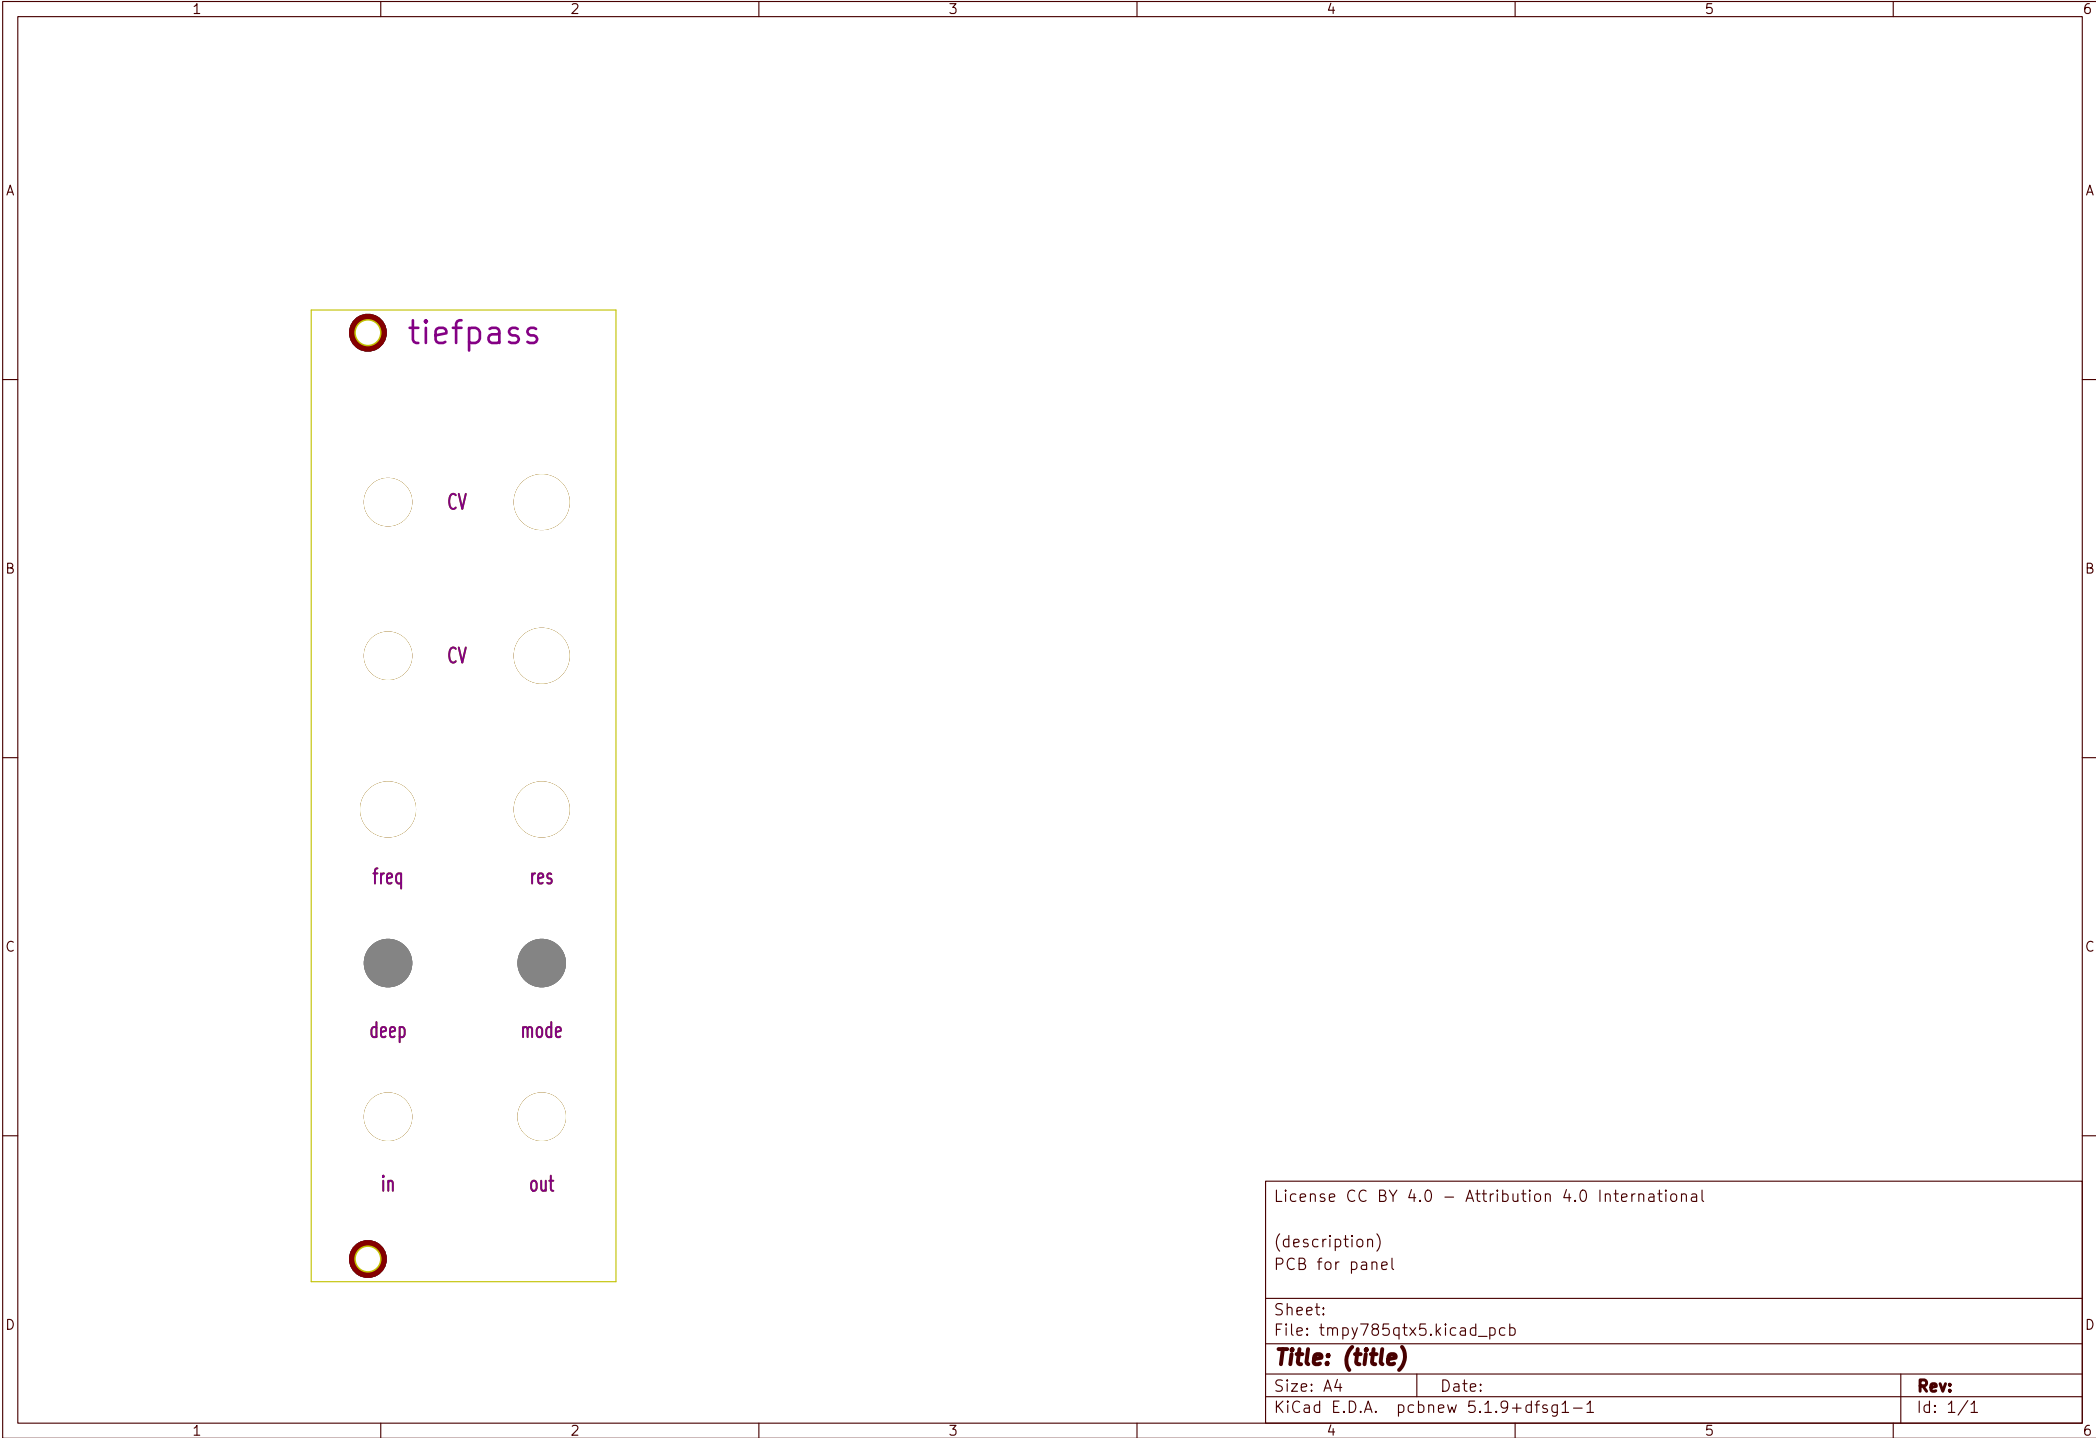 1 2 3 4 5 6
A A
tiefpass
CV
B B
CV
freq res
C C
deep mode
in out
License CC BY 4.0 – Attribution 4.0 International
(description)
PCB for panel
Sheet:
File: tmpy785qtx5.kicad_pcb
D D
Title: (title)
Size: A4 Date: Rev:
KiCad E.D.A. pcbnew 5.1.9+dfsg1-1 Id: 1/1
1 2 3 4 5 6